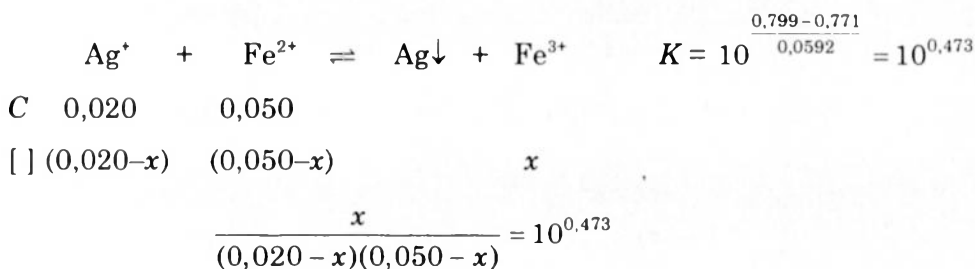 Ag⁺ + Fe²⁺ ⇌ Ag↓ + Fe³⁺ K = 10^((0,799 – 0,771)/0,0592) = 10^0,473
C 0,020 0,050
[ ] (0,020–x) (0,050–x) x
x/((0,020 – x)(0,050 – x)) = 10^0,473